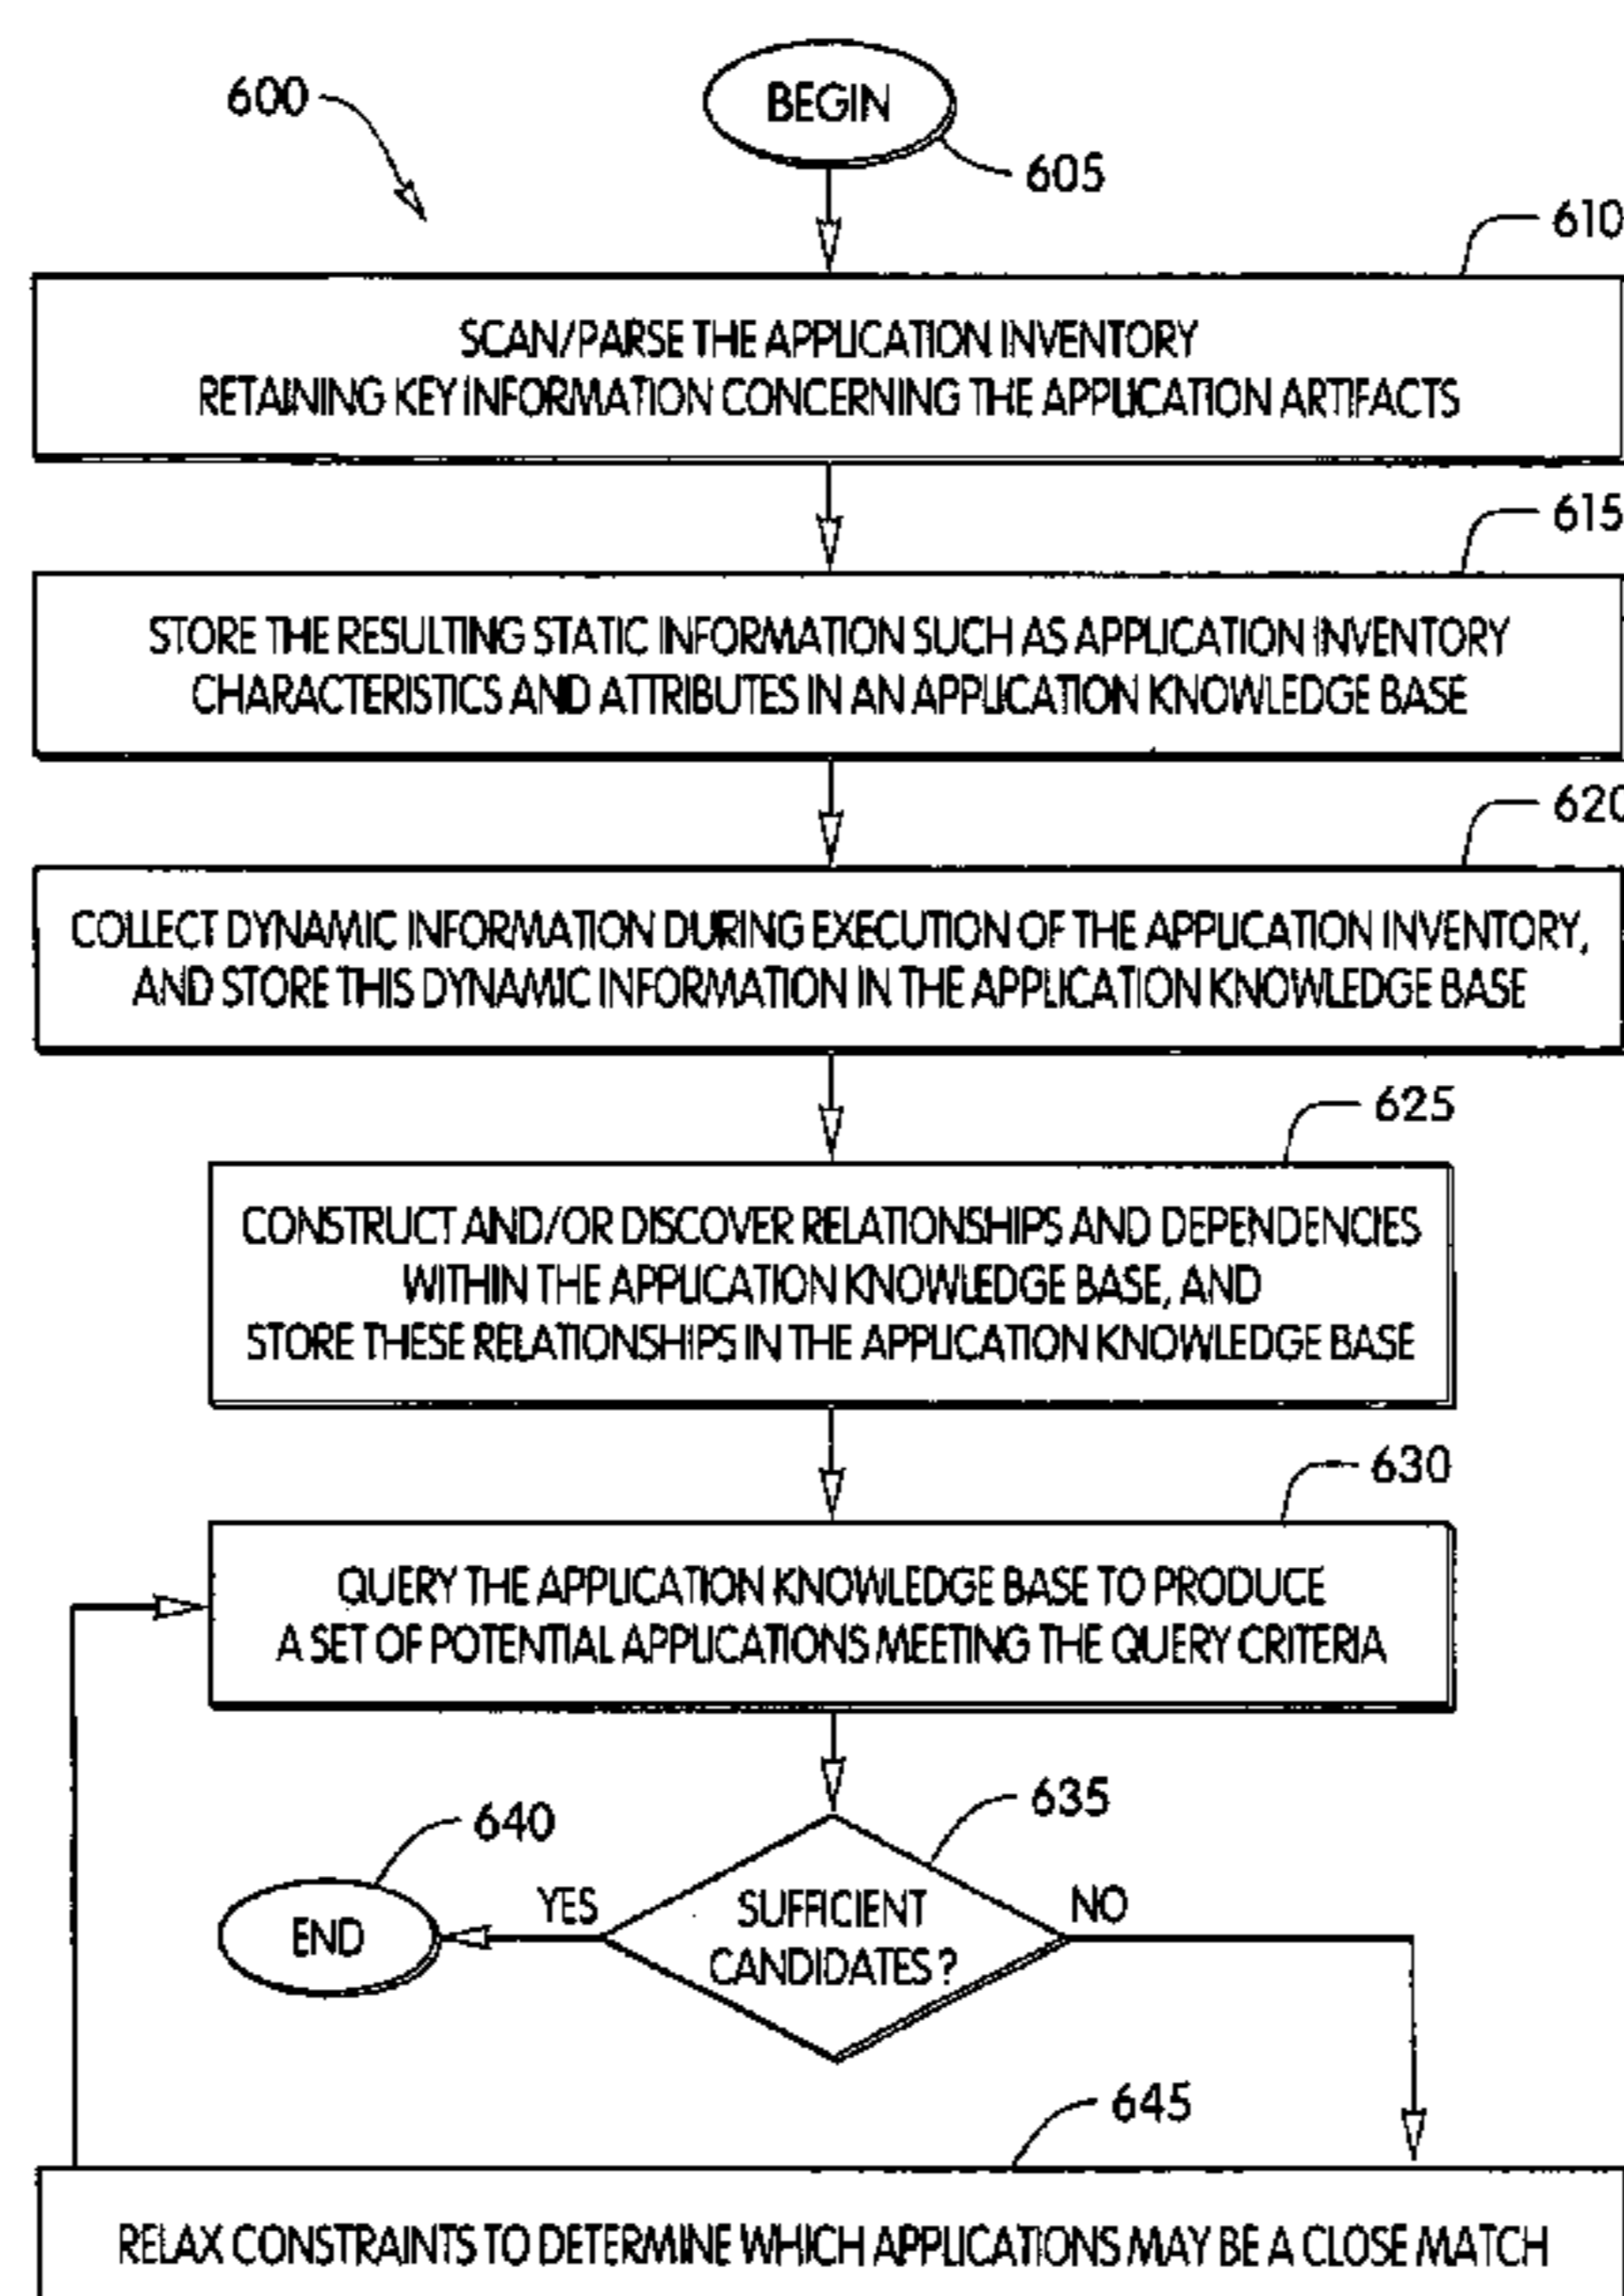 600
BEGIN
605
610
SCAN/PARSE THE APPLICATION INVENTORY
RETAINING KEY INFORMATION CONCERNING THE APPLICATION ARTIFACTS
615
STORE THE RESULTING STATIC INFORMATION SUCH AS APPLICATION INVENTORY
CHARACTERISTICS AND ATTRIBUTES IN AN APPLICATION KNOWLEDGE BASE
620
COLLECT DYNAMIC INFORMATION DURING EXECUTION OF THE APPLICATION INVENTORY,
AND STORE THIS DYNAMIC INFORMATION IN THE APPLICATION KNOWLEDGE BASE
625
CONSTRUCT AND/OR DISCOVER RELATIONSHIPS AND DEPENDENCIES
WITHIN THE APPLICATION KNOWLEDGE BASE, AND
STORE THESE RELATIONSHIPS IN THE APPLICATION KNOWLEDGE BASE
630
QUERY THE APPLICATION KNOWLEDGE BASE TO PRODUCE
A SET OF POTENTIAL APPLICATIONS MEETING THE QUERY CRITERIA
635
640
SUFFICIENT
CANDIDATES?
YES
NO
END
645
RELAX CONSTRAINTS TO DETERMINE WHICH APPLICATIONS MAY BE A CLOSE MATCH